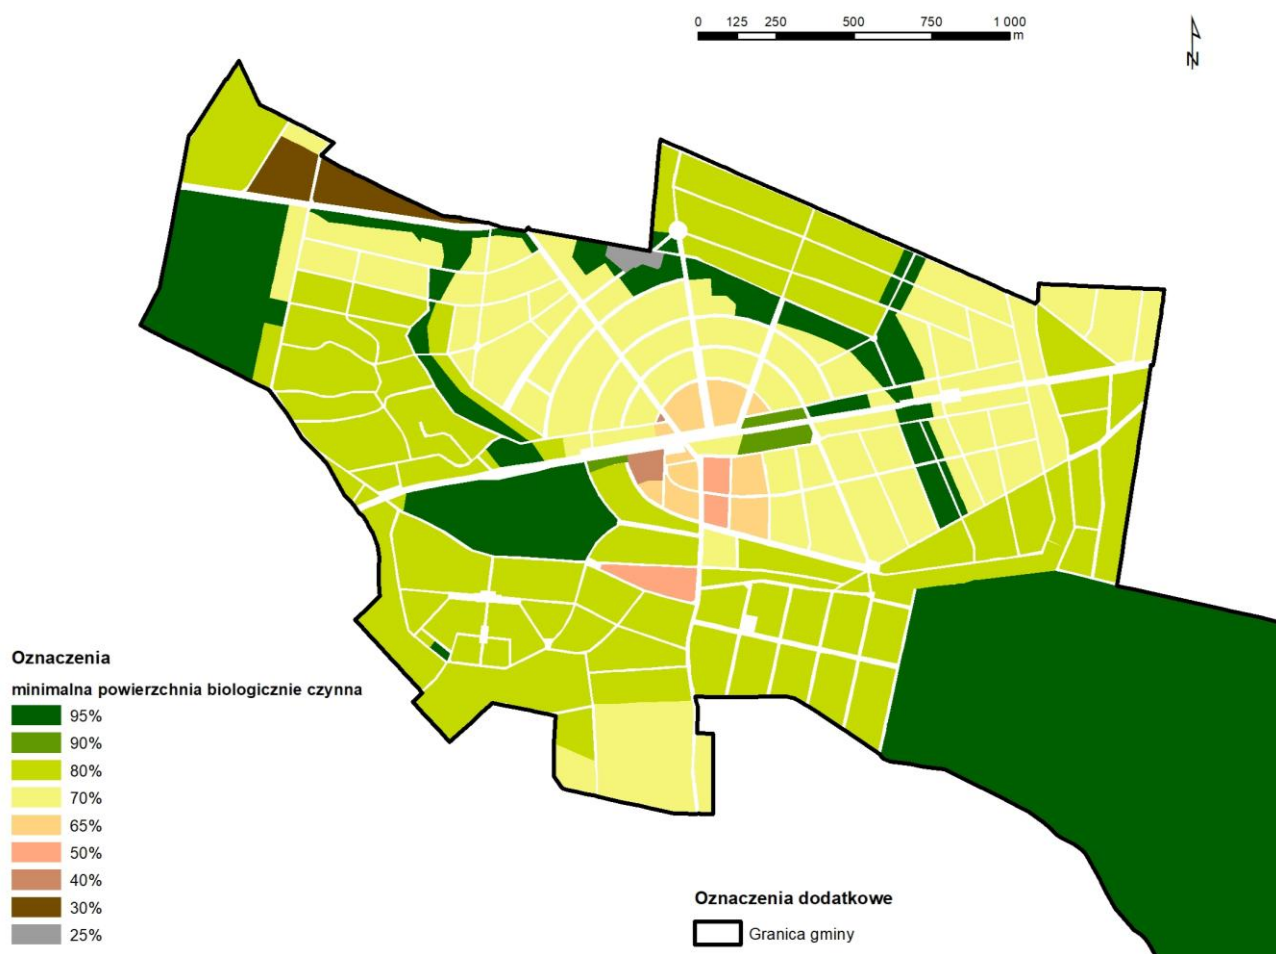 0 125 250 500 750 1 000
m
N
Oznaczenia
minimalna powierzchnia biologicznie czynna
95%
90%
80%
70%
65%
50%
40%
30%
25%
Oznaczenia dodatkowe
Granica gminy